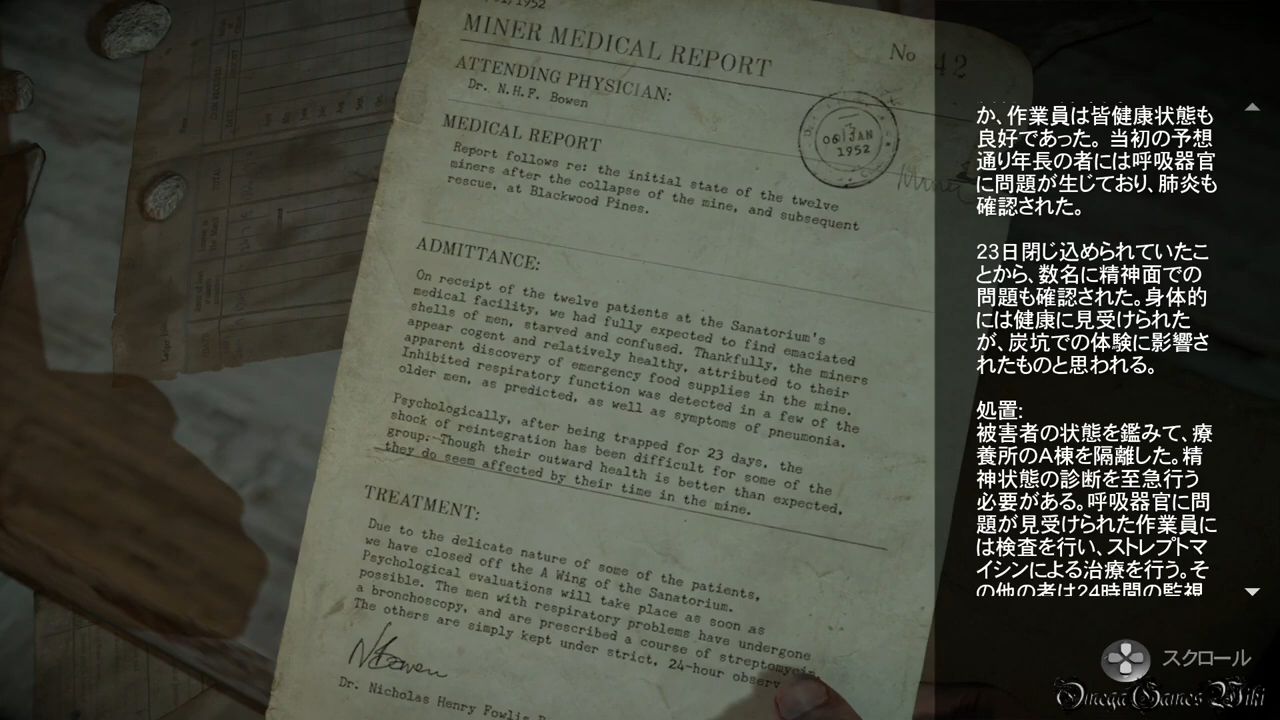 1952
MINER MEDICAL REPORT
No 42
ATTENDING PHYSICIAN:
Dr. N.H.F. Bowen
06 JAN
1952
MEDICAL REPORT
Report follows re: the initial state of the twelve
miners after the collapse of the mine, and subsequent
rescue, at Blackwood Pines.
ADMITTANCE:
On receipt of the twelve patients at the Sanatorium's
medical facility, we had fully expected to find emaciated
shells of men, starved and confused. Thankfully, the miners
appear cogent and relatively healthy, attributed to their
apparent discovery of emergency food supplies in the mine.
Inhibited respiratory function was detected in a few of the
older men, as predicted, as well as symptoms of pneumonia.
Psychologically, after being trapped for 23 days, the
shock of reintegration has been difficult for some of the
group. Though their outward health is better than expected,
they do seem affected by their time in the mine.
TREATMENT:
Due to the delicate nature of some of the patients,
we have closed off the A Wing of the Sanatorium.
Psychological evaluations will take place as soon as
possible. The men with respiratory problems have undergone
a bronchoscopy, and are prescribed a course of streptomycin.
The others are simply kept under strict, 24-hour observ
NBowen
Dr. Nicholas Henry Fowlis B
か、作業員は皆健康状態も
良好であった。当初の予想
通り年長の者には呼吸器官
に問題が生じており、肺炎も
確認された。
23日閉じ込められていたこ
とから、数名に精神面での
問題も確認された。身体的
には健康に見受けられた
が、炭坑での体験に影響さ
れたものと思われる。
処置:
被害者の状態を鑑みて、療
養所のA棟を隔離した。精
神状態の診断を至急行う
必要がある。呼吸器官に問
題が見受けられた作業員に
は検査を行い、ストレプトマ
イシンによる治療を行う。そ
の他の者は24時間の監視
スクロール
Omega Games Wiki